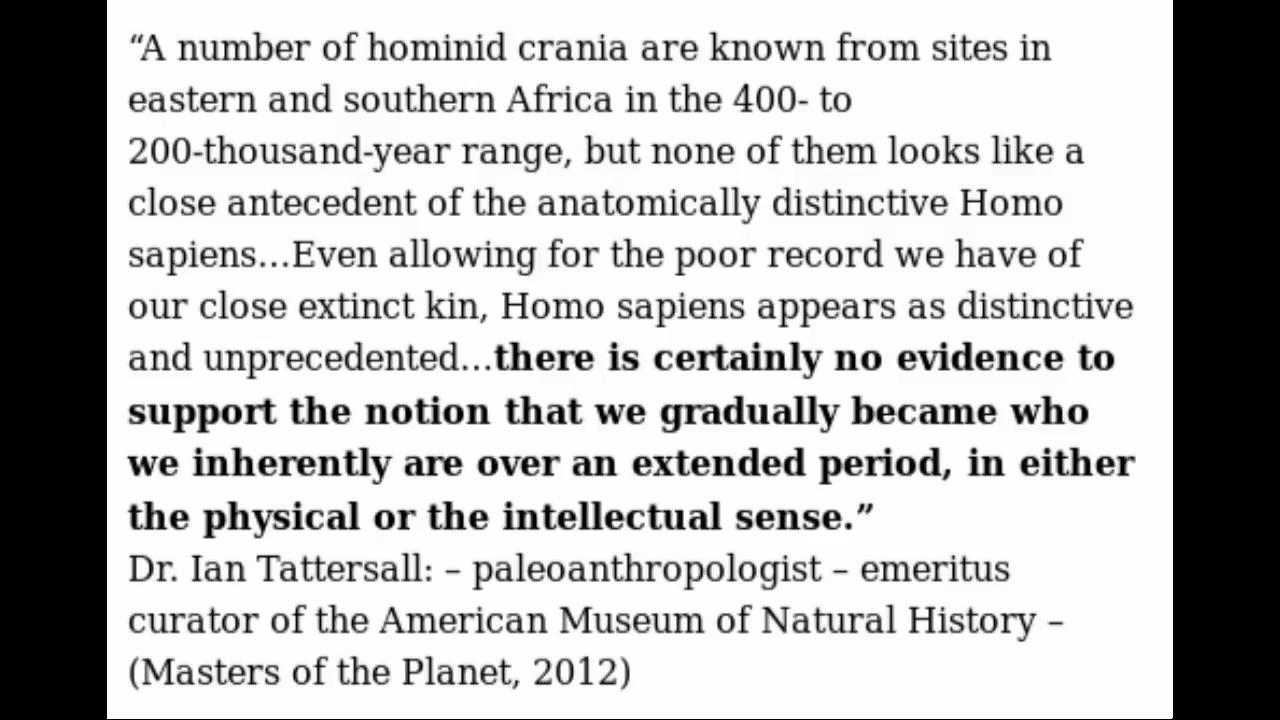 “A number of hominid crania are known from sites in
eastern and southern Africa in the 400- to
200-thousand-year range, but none of them looks like a
close antecedent of the anatomically distinctive Homo
sapiens…Even allowing for the poor record we have of
our close extinct kin, Homo sapiens appears as distinctive
and unprecedented…there is certainly no evidence to
support the notion that we gradually became who
we inherently are over an extended period, in either
the physical or the intellectual sense.”
Dr. Ian Tattersall: – paleoanthropologist – emeritus
curator of the American Museum of Natural History –
(Masters of the Planet, 2012)